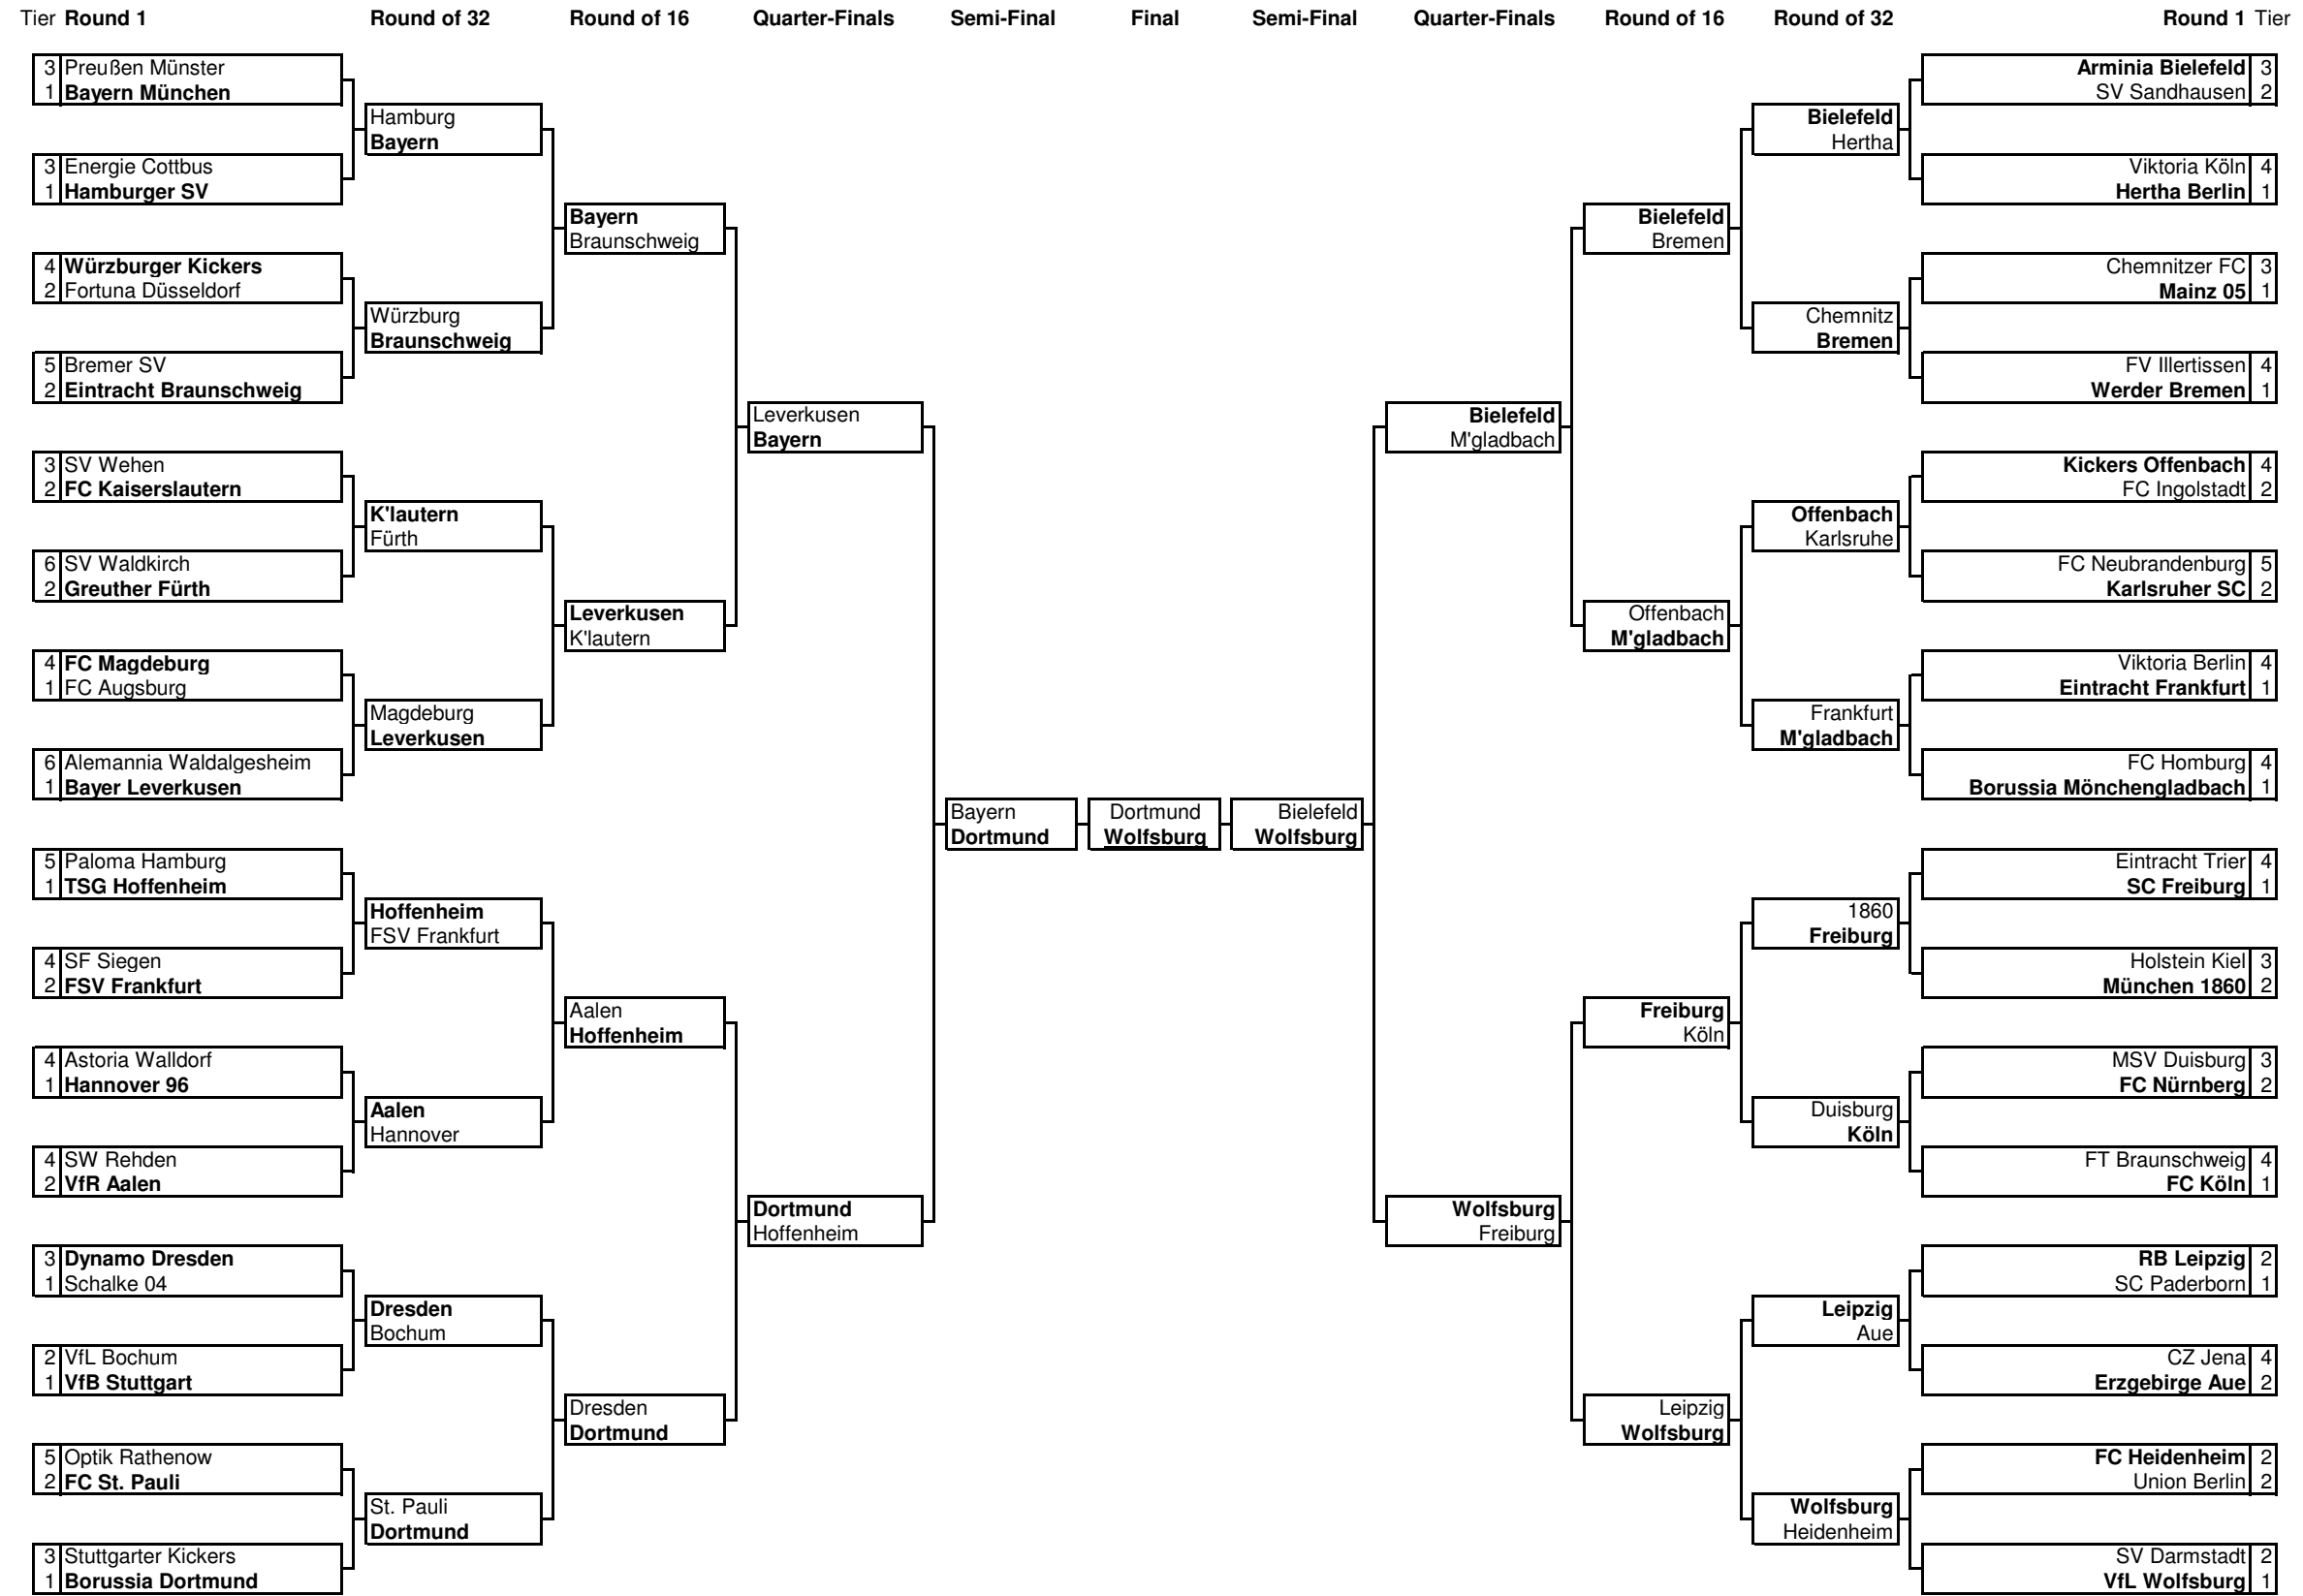 Tier Round 1 Round of 32 Round of 16 Quarter-Finals Semi-Final Final Semi-Final Quarter-Finals Round of 16 Round of 32 Round 1 Tier
3 Preußen Münster
1 Bayern München
3 Energie Cottbus
1 Hamburger SV
4 Würzburger Kickers
2 Fortuna Düsseldorf
5 Bremer SV
2 Eintracht Braunschweig
3 SV Wehen
2 FC Kaiserslautern
6 SV Waldkirch
2 Greuther Fürth
4 FC Magdeburg
1 FC Augsburg
6 Alemannia Waldalgesheim
1 Bayer Leverkusen
5 Paloma Hamburg
1 TSG Hoffenheim
4 SF Siegen
2 FSV Frankfurt
4 Astoria Walldorf
1 Hannover 96
4 SW Rehden
2 VfR Aalen
3 Dynamo Dresden
1 Schalke 04
2 VfL Bochum
1 VfB Stuttgart
5 Optik Rathenow
2 FC St. Pauli
3 Stuttgarter Kickers
1 Borussia Dortmund
Hamburg
Bayern
Würzburg
Braunschweig
K'lautern
Fürth
Magdeburg
Leverkusen
Hoffenheim
FSV Frankfurt
Aalen
Hannover
Dresden
Bochum
St. Pauli
Dortmund
Bayern
Braunschweig
Leverkusen
K'lautern
Aalen
Hoffenheim
Dresden
Dortmund
Leverkusen
Bayern
Dortmund
Hoffenheim
Bayern
Dortmund
Dortmund
Wolfsburg
Bielefeld
Wolfsburg
Bielefeld
M'gladbach
Wolfsburg
Freiburg
Bielefeld
Bremen
Offenbach
M'gladbach
Freiburg
Köln
Leipzig
Wolfsburg
Bielefeld
Hertha
Chemnitz
Bremen
Offenbach
Karlsruhe
Frankfurt
M'gladbach
1860
Freiburg
Duisburg
Köln
Leipzig
Aue
Wolfsburg
Heidenheim
Arminia Bielefeld 3
SV Sandhausen 2
Viktoria Köln 4
Hertha Berlin 1
Chemnitzer FC 3
Mainz 05 1
FV Illertissen 4
Werder Bremen 1
Kickers Offenbach 4
FC Ingolstadt 2
FC Neubrandenburg 5
Karlsruher SC 2
Viktoria Berlin 4
Eintracht Frankfurt 1
FC Homburg 4
Borussia Mönchengladbach 1
Eintracht Trier 4
SC Freiburg 1
Holstein Kiel 3
München 1860 2
MSV Duisburg 3
FC Nürnberg 2
FT Braunschweig 4
FC Köln 1
RB Leipzig 2
SC Paderborn 1
CZ Jena 4
Erzgebirge Aue 2
FC Heidenheim 2
Union Berlin 2
SV Darmstadt 2
VfL Wolfsburg 1